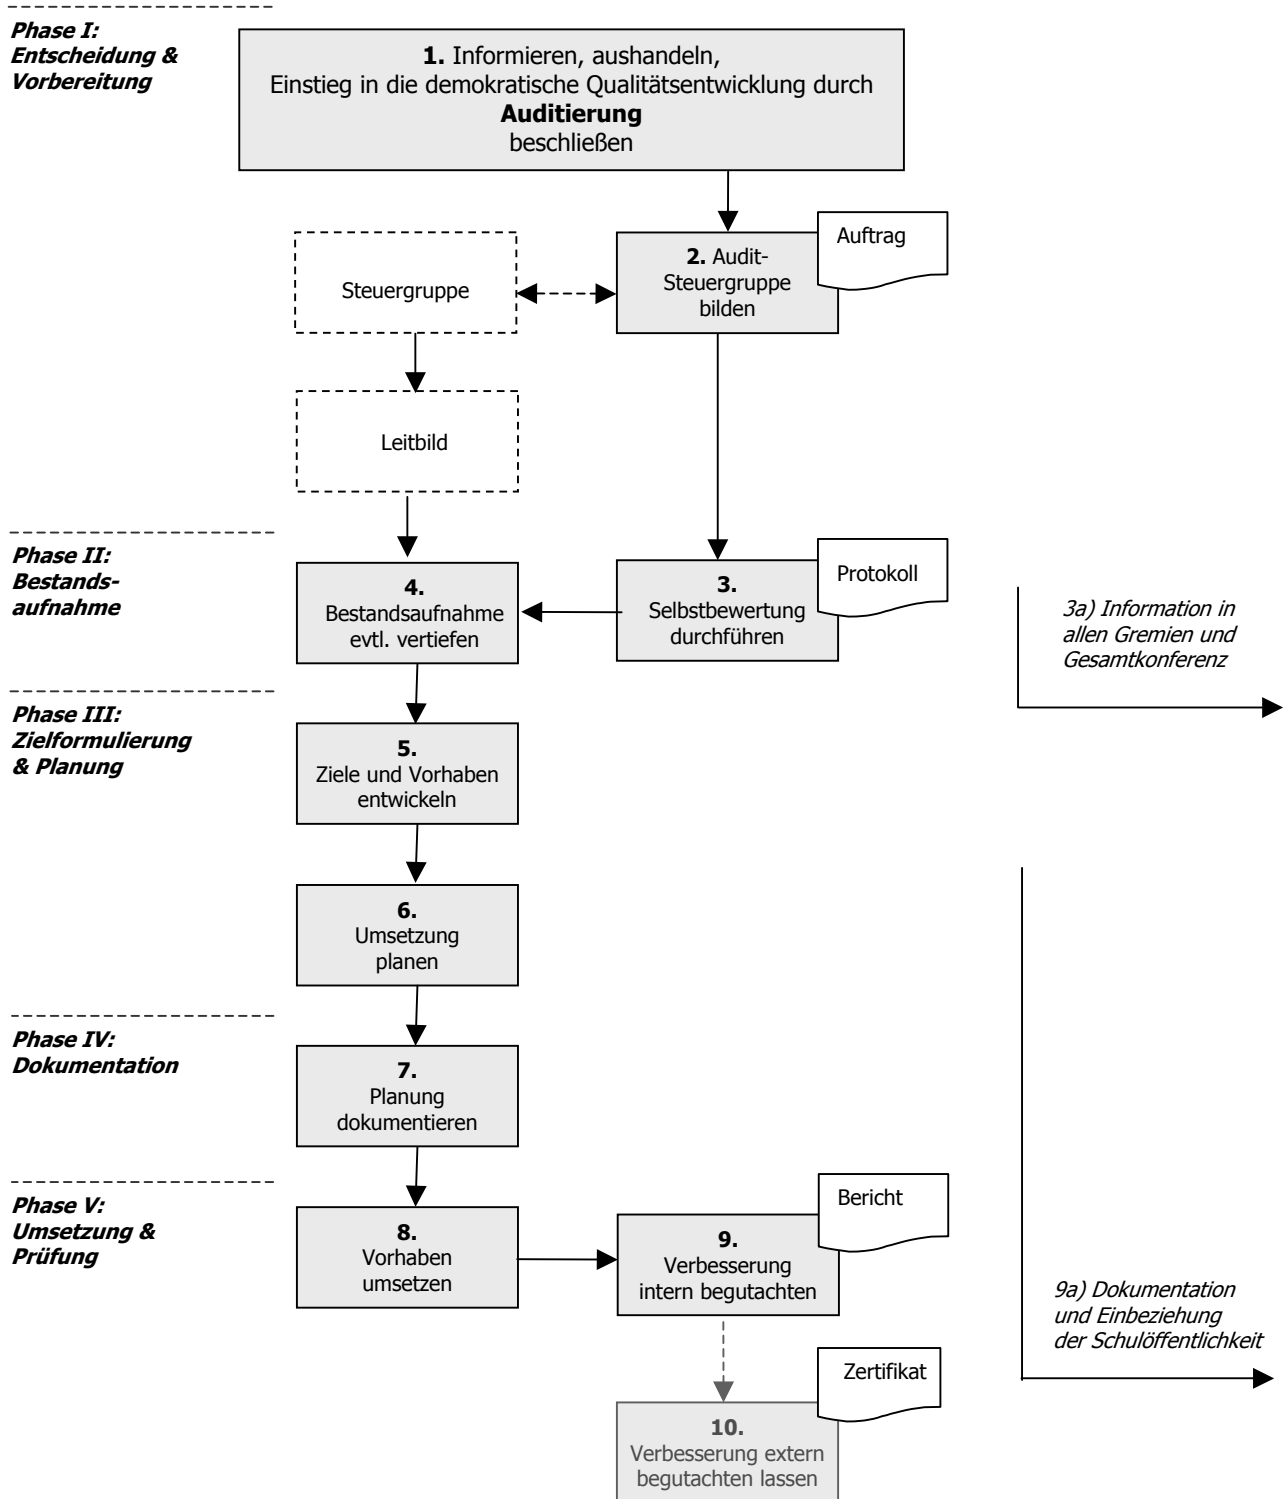 Phase I:
Entscheidung &
Vorbereitung
1. Informieren, aushandeln,
Einstieg in die demokratische Qualitätsentwicklung durch
Auditierung
beschließen
Auftrag
2. Audit-
Steuergruppe
bilden
Steuergruppe
Leitbild
Phase II:
Bestands-
aufnahme
4.
Bestandsaufnahme
evtl. vertiefen
3.
Selbstbewertung
durchführen
Protokoll
3a) Information in
allen Gremien und
Gesamtkonferenz
Phase III:
Zielformulierung
& Planung
5.
Ziele und Vorhaben
entwickeln
6.
Umsetzung
planen
Phase IV:
Dokumentation
7.
Planung
dokumentieren
Phase V:
Umsetzung &
Prüfung
8.
Vorhaben
umsetzen
9.
Verbesserung
intern begutachten
Bericht
9a) Dokumentation
und Einbeziehung
der Schulöffentlichkeit
Zertifikat
10.
Verbesserung extern
begutachten lassen